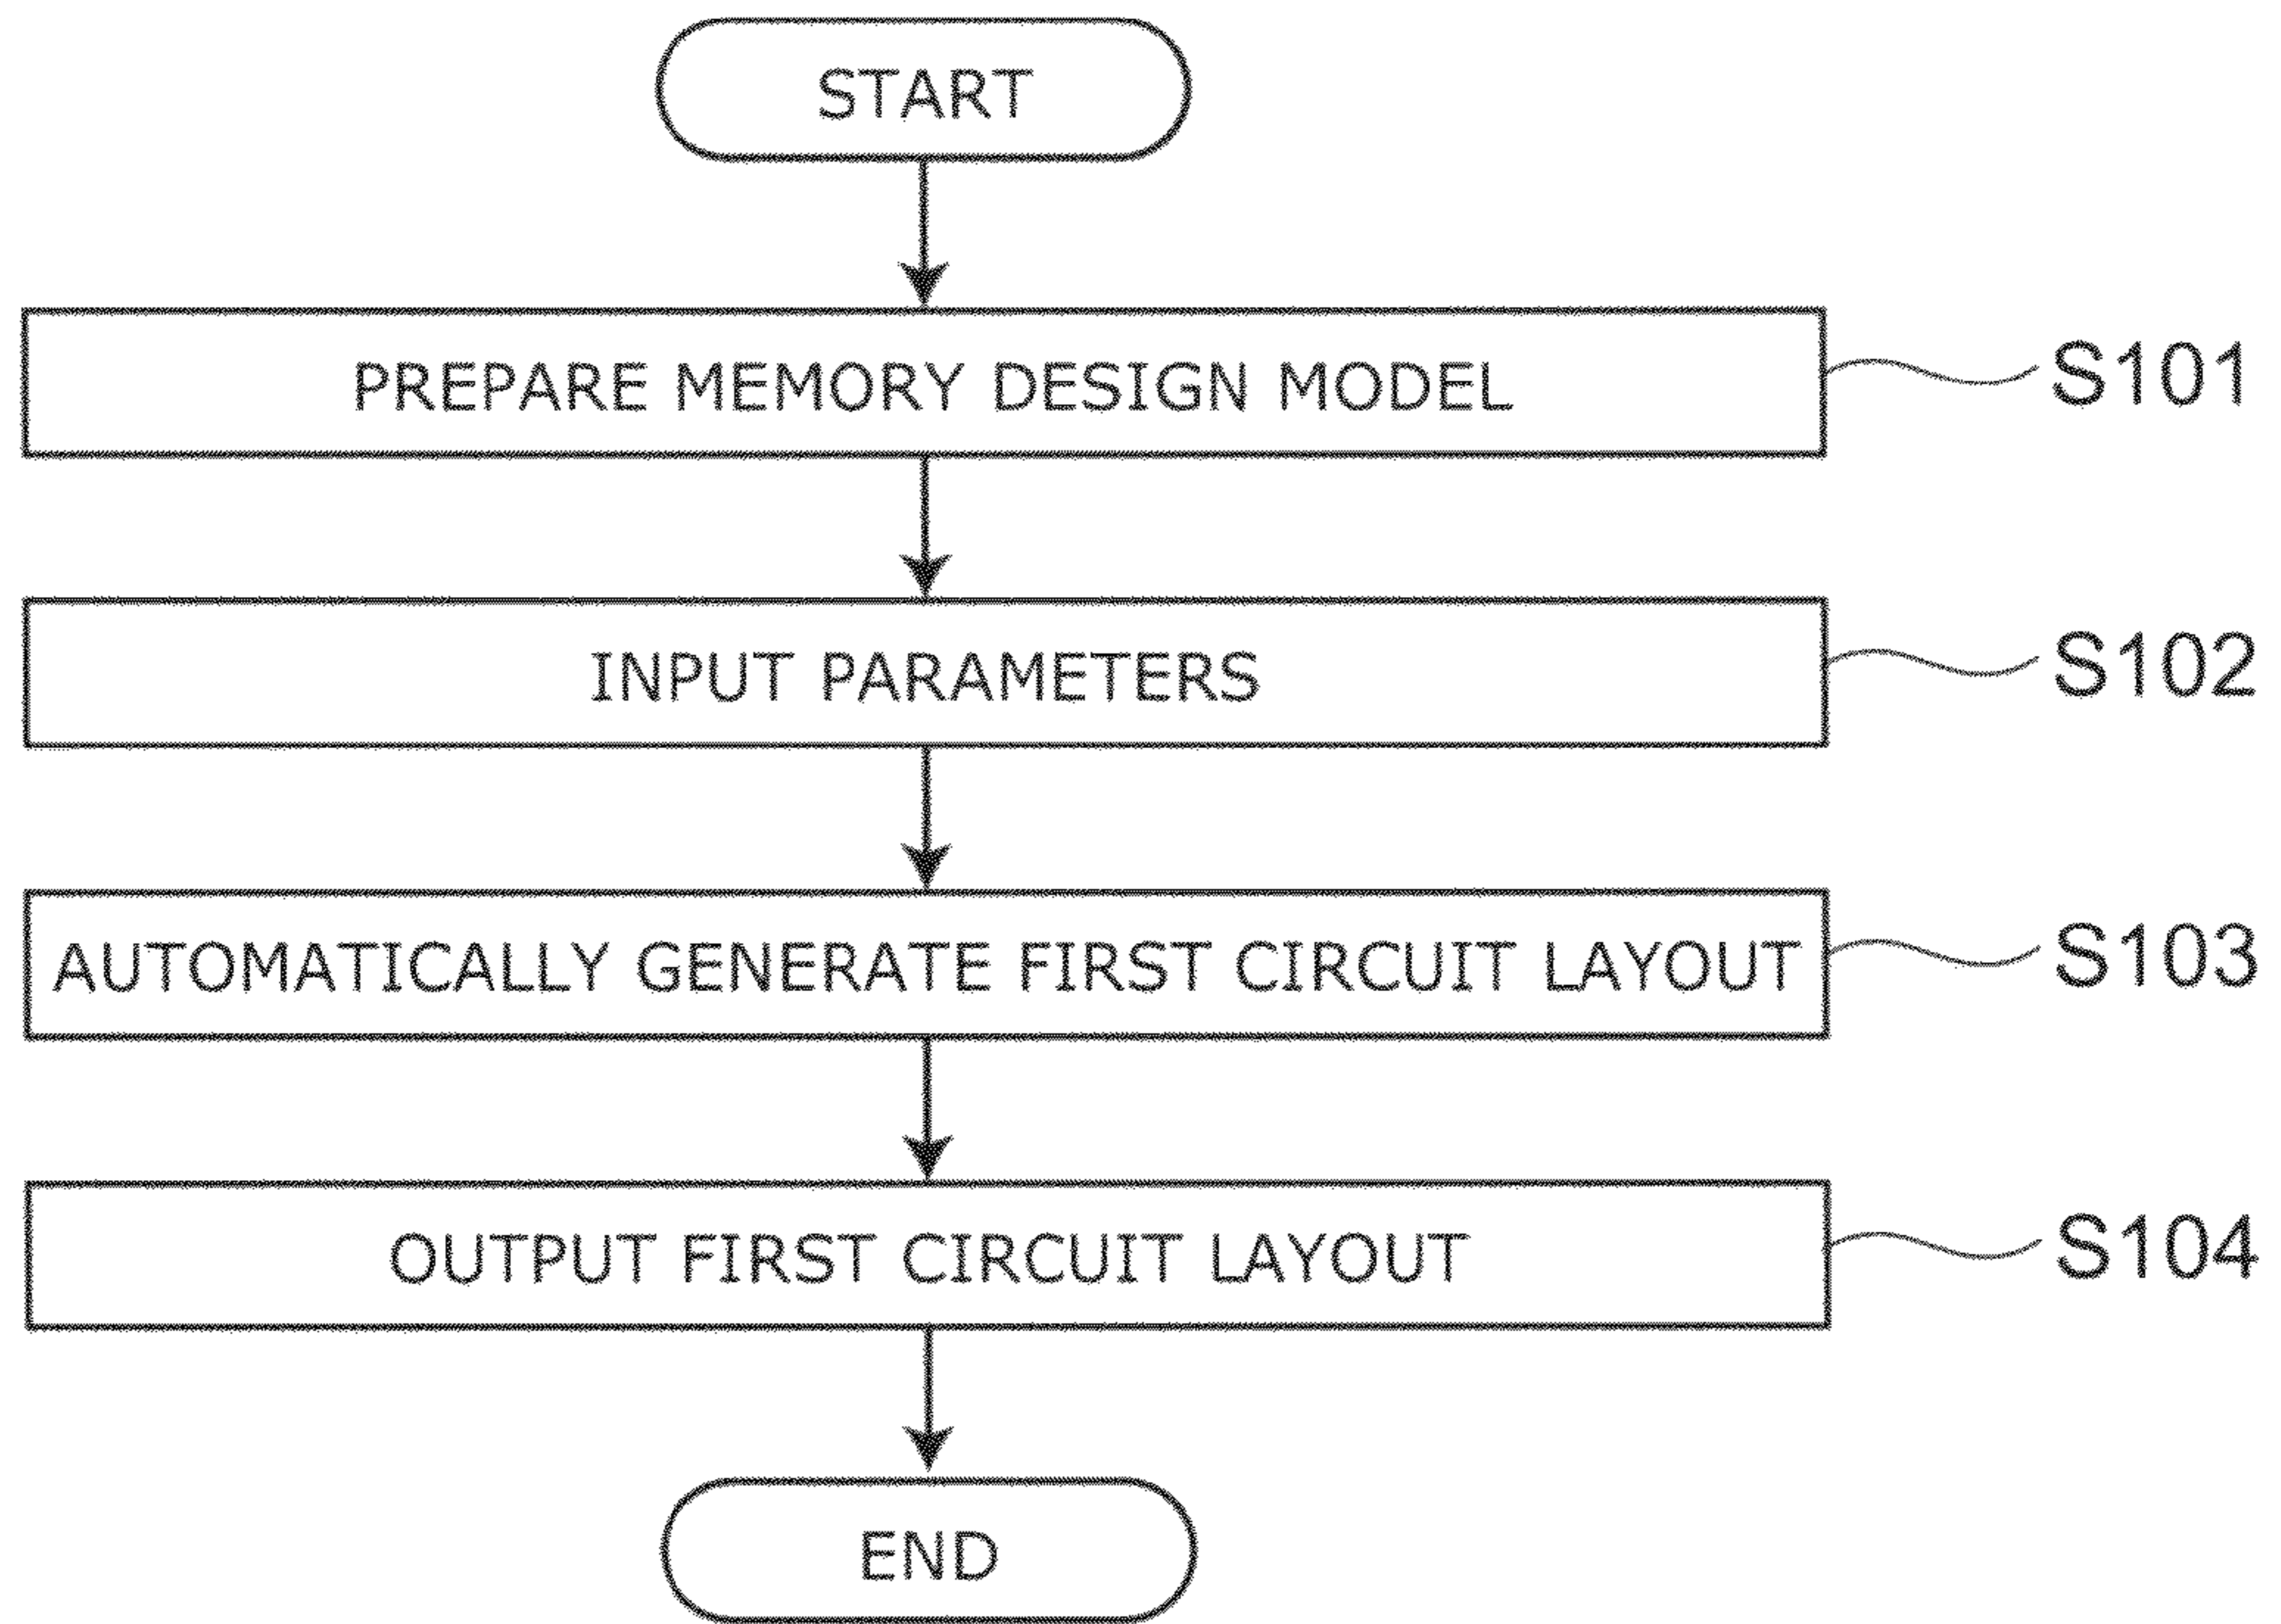 START
PREPARE MEMORY DESIGN MODEL
S101
INPUT PARAMETERS
S102
AUTOMATICALLY GENERATE FIRST CIRCUIT LAYOUT
S103
OUTPUT FIRST CIRCUIT LAYOUT
S104
END